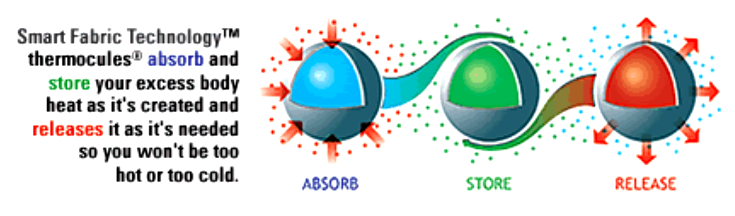 Smart Fabric Technology™
thermocules® absorb and
store your excess body
heat as it's created and
releases it as it's needed
so you won't be too
hot or too cold.
ABSORB
STORE
RELEASE